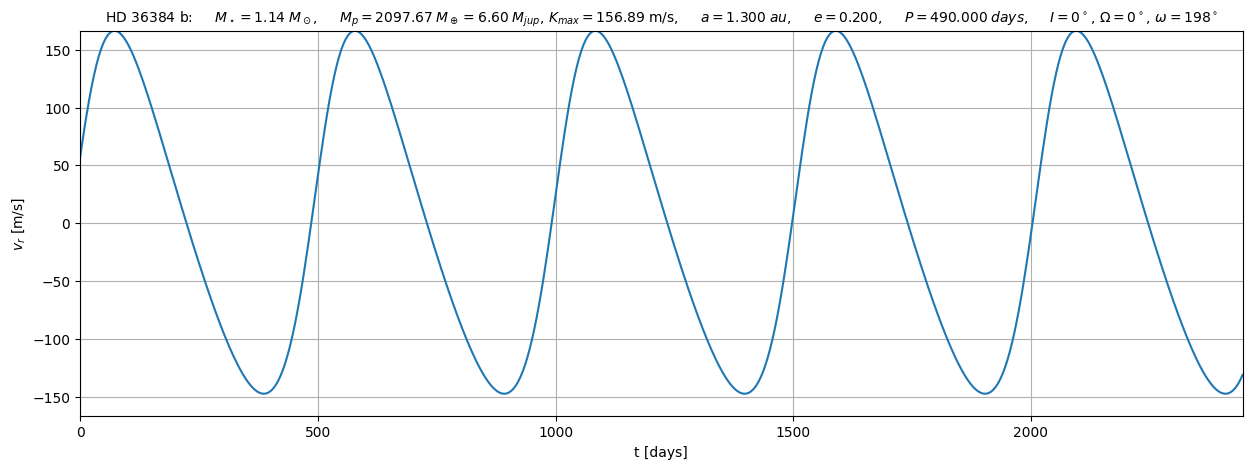 HD 36384 b: M⋆ = 1.14 M⊙, Mp = 2097.67 M⊕ = 6.60 Mjup, Kmax = 156.89 m/s, a = 1.300 au, e = 0.200, P = 490.000 days, I = 0°, Ω = 0°, ω = 198°
150
100
50
0
−50
−100
−150
vr [m/s]
0 500 1000 1500 2000
t [days]